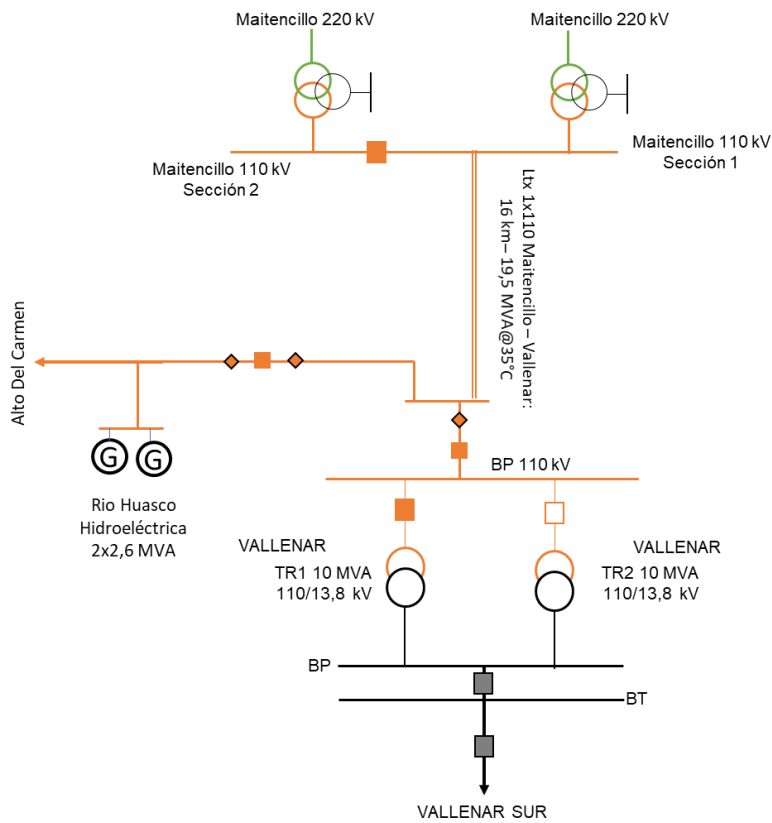 Maitencillo 220 kV
Maitencillo 220 kV
Maitencillo 110 kV
Sección 2
Maitencillo 110 kV
Sección 1
Ltx 1x110 Maitencillo – Vallenar:
16 km– 19,5 MVA@35°C
Alto Del Carmen
G
G
Rio Huasco
Hidroeléctrica
2x2,6 MVA
BP 110 kV
VALLENAR
TR1 10 MVA
110/13,8 kV
VALLENAR
TR2 10 MVA
110/13,8 kV
BP
BT
VALLENAR SUR